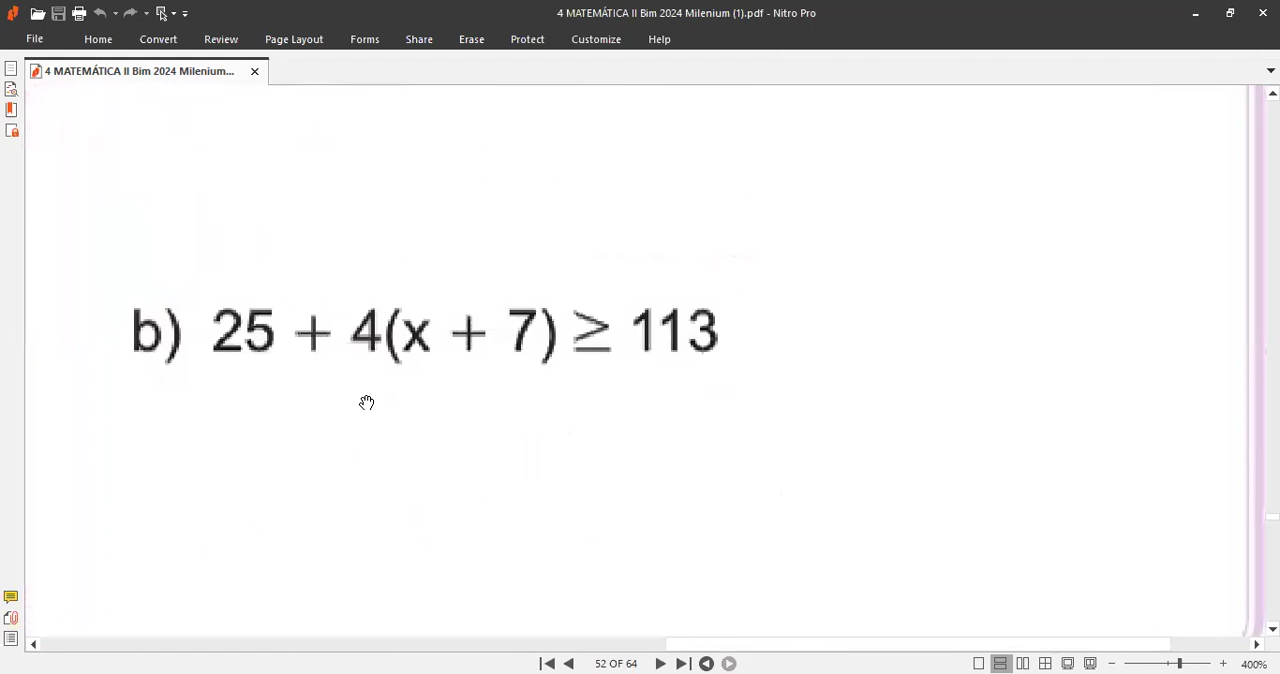 4 MATEMÁTICA II Bim 2024 Milenium (1).pdf - Nitro Pro
File Home Convert Review Page Layout Forms Share Erase Protect Customize Help
4 MATEMÁTICA II Bim 2024 Milenium...
b) 25 + 4(x + 7) ≥ 113
52 OF 64
400%